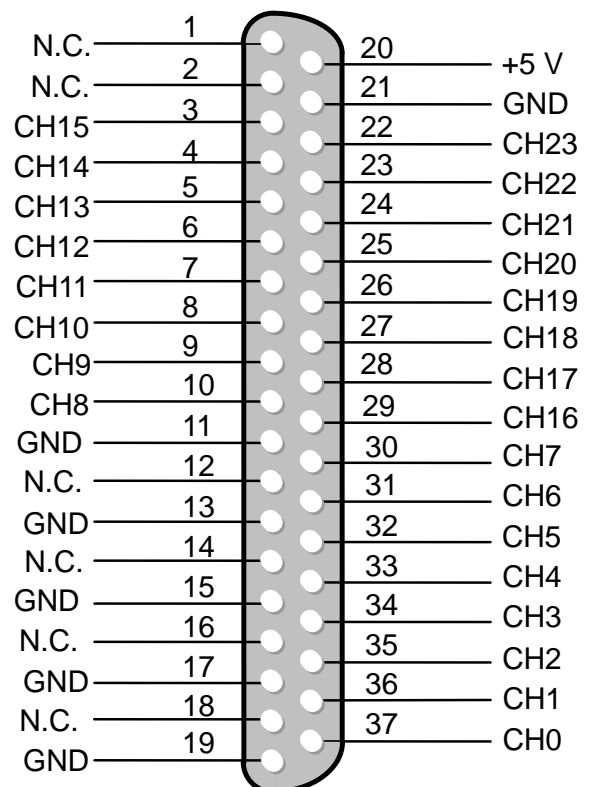 N.C. 1
N.C. 2
CH15 3
CH14 4
CH13 5
CH12 6
CH11 7
CH10 8
CH9 9
CH8 10
GND 11
N.C. 12
GND 13
N.C. 14
GND 15
N.C. 16
GND 17
N.C. 18
GND 19
20 +5 V
21 GND
22 CH23
23 CH22
24 CH21
25 CH20
26 CH19
27 CH18
28 CH17
29 CH16
30 CH7
31 CH6
32 CH5
33 CH4
34 CH3
35 CH2
36 CH1
37 CH0